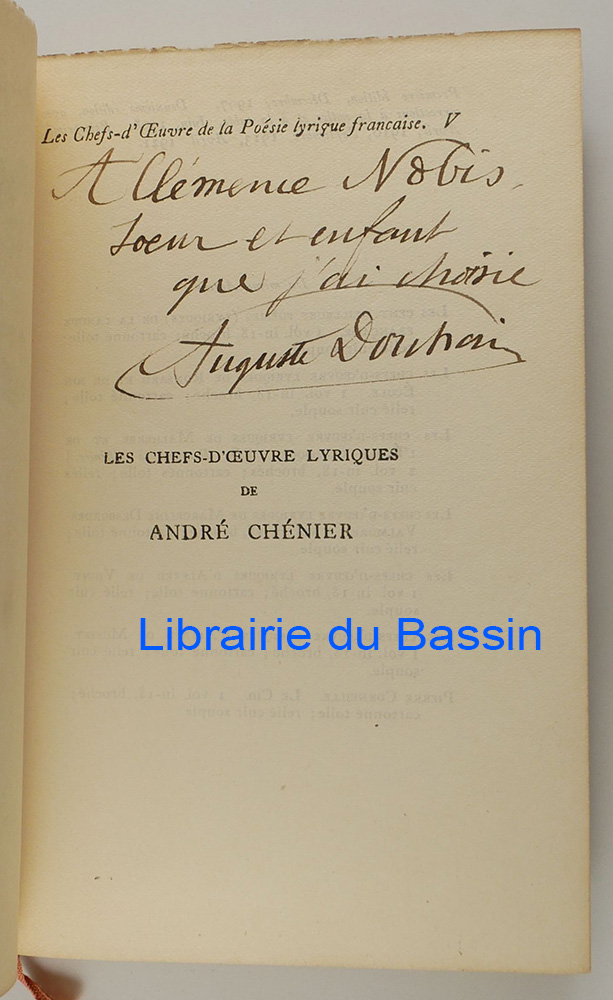 Les Chefs-d'Œuvre de la Poésie lyrique francaise. V
A Clémence Nobis,
soeur et enfant
que j'ai choisie
Auguste Dorchain
LES CHEFS-D'ŒUVRE LYRIQUES
DE
ANDRÉ CHÉNIER
Librairie du Bassin